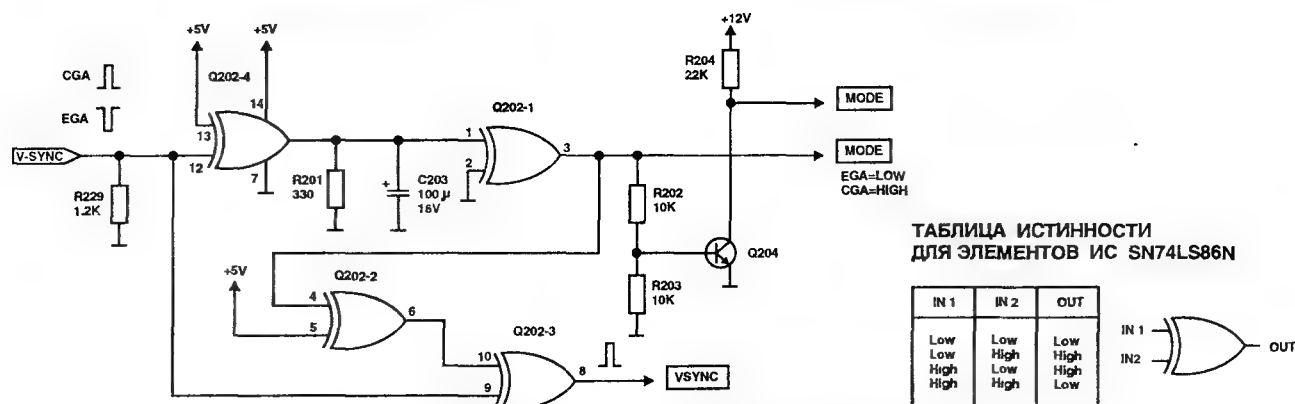 +5V
+5V
+12V
CGA
Q202-4
R204
22K
EGA
14
Q202-1
MODE
13
1
3
V-SYNC
12
2
MODE
7
R201
330
+
C203
100 µ
16V
EGA=LOW
CGA=HIGH
R229
1.2K
R202
10K
ТАБЛИЦА ИСТИННОСТИ
ДЛЯ ЭЛЕМЕНТОВ ИС SN74LS86N
Q204
+5V
Q202-2
R203
10K
4
6
5
IN 1 IN 2 OUT
Low Low Low
Low High High
High Low High
High High Low
IN 1
IN2
OUT
Q202-3
10
8
9
VSYNC